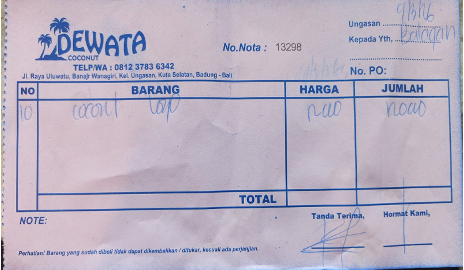 DEWATA
COCONUT
TELP/WA : 0812 3783 6342
Jl. Raya Uluwatu, Banajr Wanagiri, Kel. Ungasan, Kuta Selatan, Badung - Bali
No.Nota : 13298
Ungasan
Kepada Yth,
No. PO:
NO BARANG HARGA JUMLAH
10
TOTAL
NOTE:
Tanda Terima, Hormat Kami,
Perhatian: Barang yang sudah dibeli tidak dapat dikembalikan / ditukar, kecuali ada perjanjian.